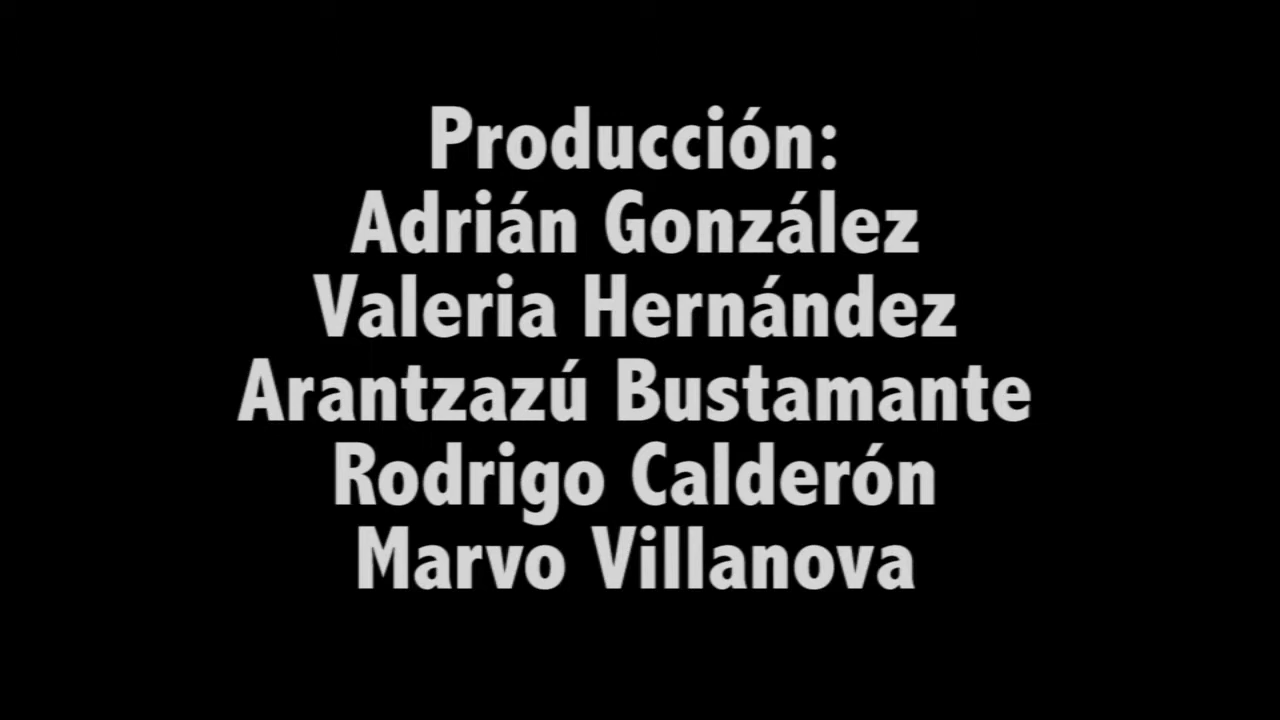 Producción:
Adrián González
Valeria Hernández
Arantzazú Bustamante
Rodrigo Calderón
Marvo Villanova